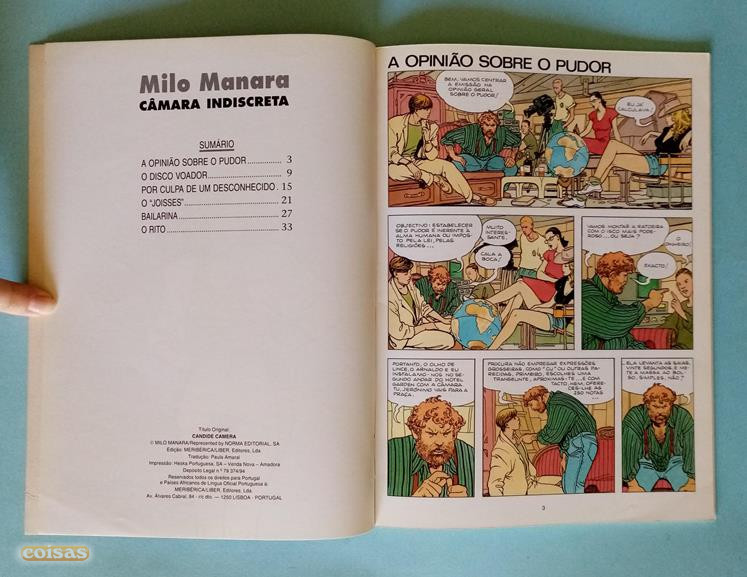 Milo Manara
CÂMARA INDISCRETA
SUMÁRIO
A OPINIÃO SOBRE O PUDOR ................ 3
O DISCO VOADOR ................ 9
POR CULPA DE UM DESCONHECIDO . 15
O "JOISSES" ................ 21
BAILARINA ................ 27
O RITO ................ 33
Título Original:
CANDIDE CAMERA
© MILO MANARA/Represented by NORMA EDITORIAL, SA
Edição: MERIBÉRICA/LIBER, Editores, Lda.
Tradução: Paula Amaral
Impressão: Heska Portuguesa, SA – Venda Nova – Amadora
Depósito Legal n.º 79 374/94
Reservados todos os direitos para Portugal
e Países Africanos de Língua Oficial Portuguesa à
MERIBÉRICA/LIBER, Editores, Lda.
Av. Álvares Cabral, 84 - r/c dto. — 1250 LISBOA - PORTUGAL
A OPINIÃO SOBRE O PUDOR
BEM, VAMOS CENTRAR
A EMISSÃO NA
OPINIÃO GERAL
SOBRE O PUDOR!
EU JÁ
CALCULAVA!
OBJECTIVO: ESTABELECER
SE O PUDOR É INERENTE À
ALMA HUMANA OU IMPOSTO
PELA LEI, PELAS
RELIGIÕES...
MUITO
INTERESSANTE.
CALA A
BOCA!
VAMOS MONTAR A RATOEIRA
COM O ISCO MAIS PODEROSO...
OU SEJA?
O
DINHEIRO!
EXACTO!
PORTANTO, O OLHO DE
LINCE, O ARNALDO E EU
INSTALAMO-NOS NO SEGUNDO
ANDAR DO HOTEL
GARDEN COM A CÂMARA.
TU, JERÓNIMO VAIS PARA A
PRAÇA.
PROCURA NÃO EMPREGAR EXPRESSÕES
GROSSEIRAS, COMO "CU" OU OUTRAS PARECIDAS,
PRIMEIRO, ESCOLHES UMA
TRANSEUNTE, APROXIMAS-TE... E COM
TACTO, HEM, OFERECES-LHE AS
250 NOTAS...
...ELA LEVANTA AS SAIAS,
VINTE SEGUNDOS, E METE
A MASSA AO BOLSO,
SIMPLES, NÃO?
3
coisas